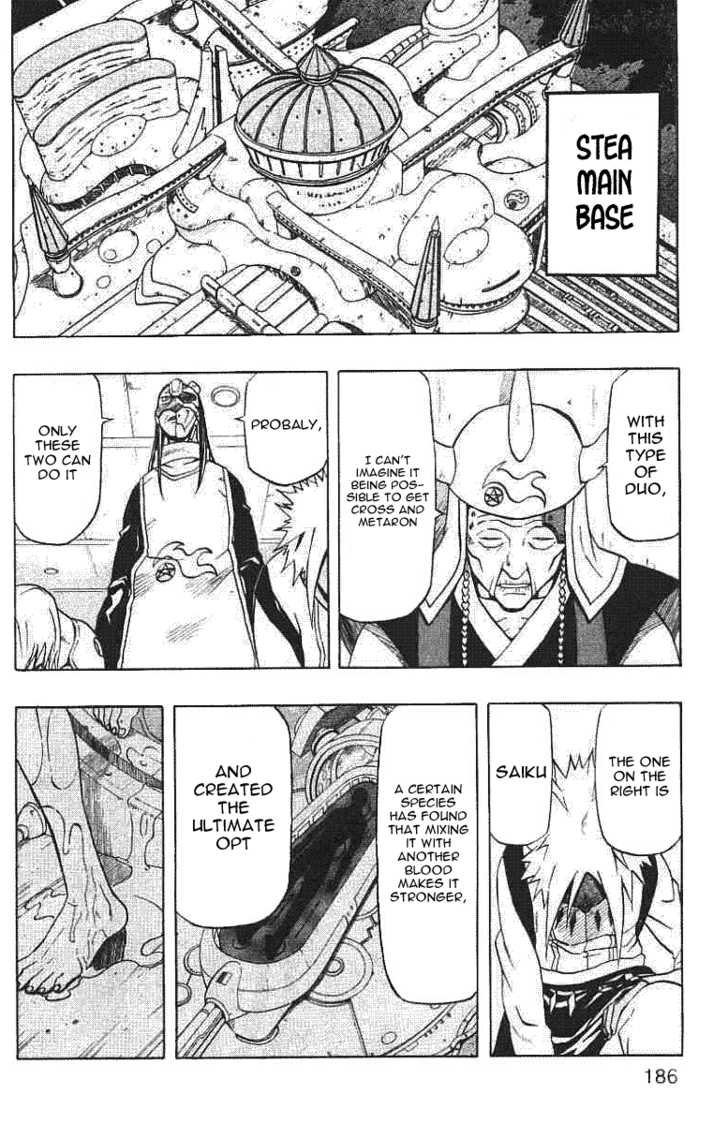 STEA
MAIN
BASE
WITH
THIS
TYPE
OF
DUO,
I CAN'T
IMAGINE IT
BEING POS-
SIBLE TO GET
CROSS AND
METARON
PROBALY,
ONLY
THESE
TWO CAN
DO IT
THE ONE
ON THE
RIGHT IS
SAIKU
A CERTAIN
SPECIES
HAS FOUND
THAT MIXING
IT WITH
ANOTHER
BLOOD
MAKES IT
STRONGER,
AND
CREATED
THE
ULTIMATE
OPT
186